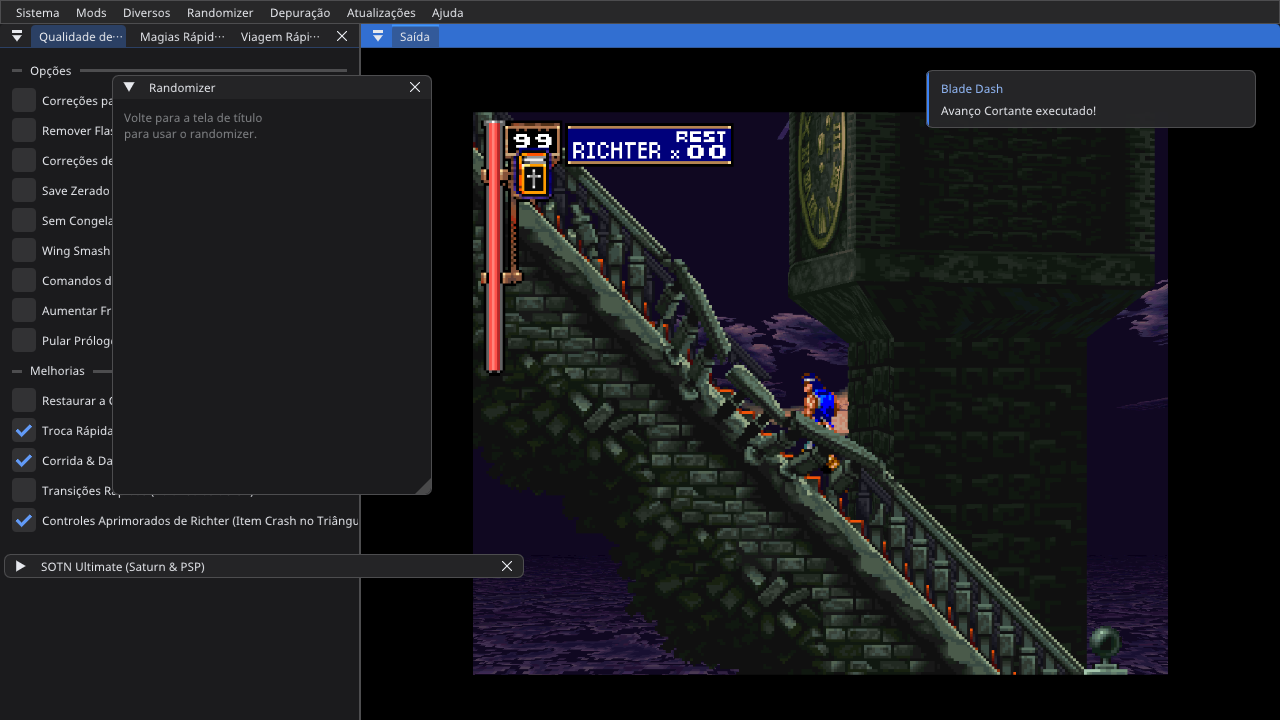 Sistema Mods Diversos Randomizer Depuração Atualizações Ajuda
Qualidade de··· Magias Rápid··· Viagem Rápi··· Saída
Opções
Correções pa
Remover Flas
Correções de
Save Zerado
Sem Congela
Wing Smash
Comandos d
Aumentar Fr
Pular Prólogo
Melhorias
Restaurar a
Troca Rápida
Corrida & Da
Transições
Controles Aprimorados de Richter (Item Crash no Triângu
SOTN Ultimate (Saturn & PSP)
Randomizer
Volte para a tela de título
para usar o randomizer.
99
REST
RICHTER x 00
Blade Dash
Avanço Cortante executado!